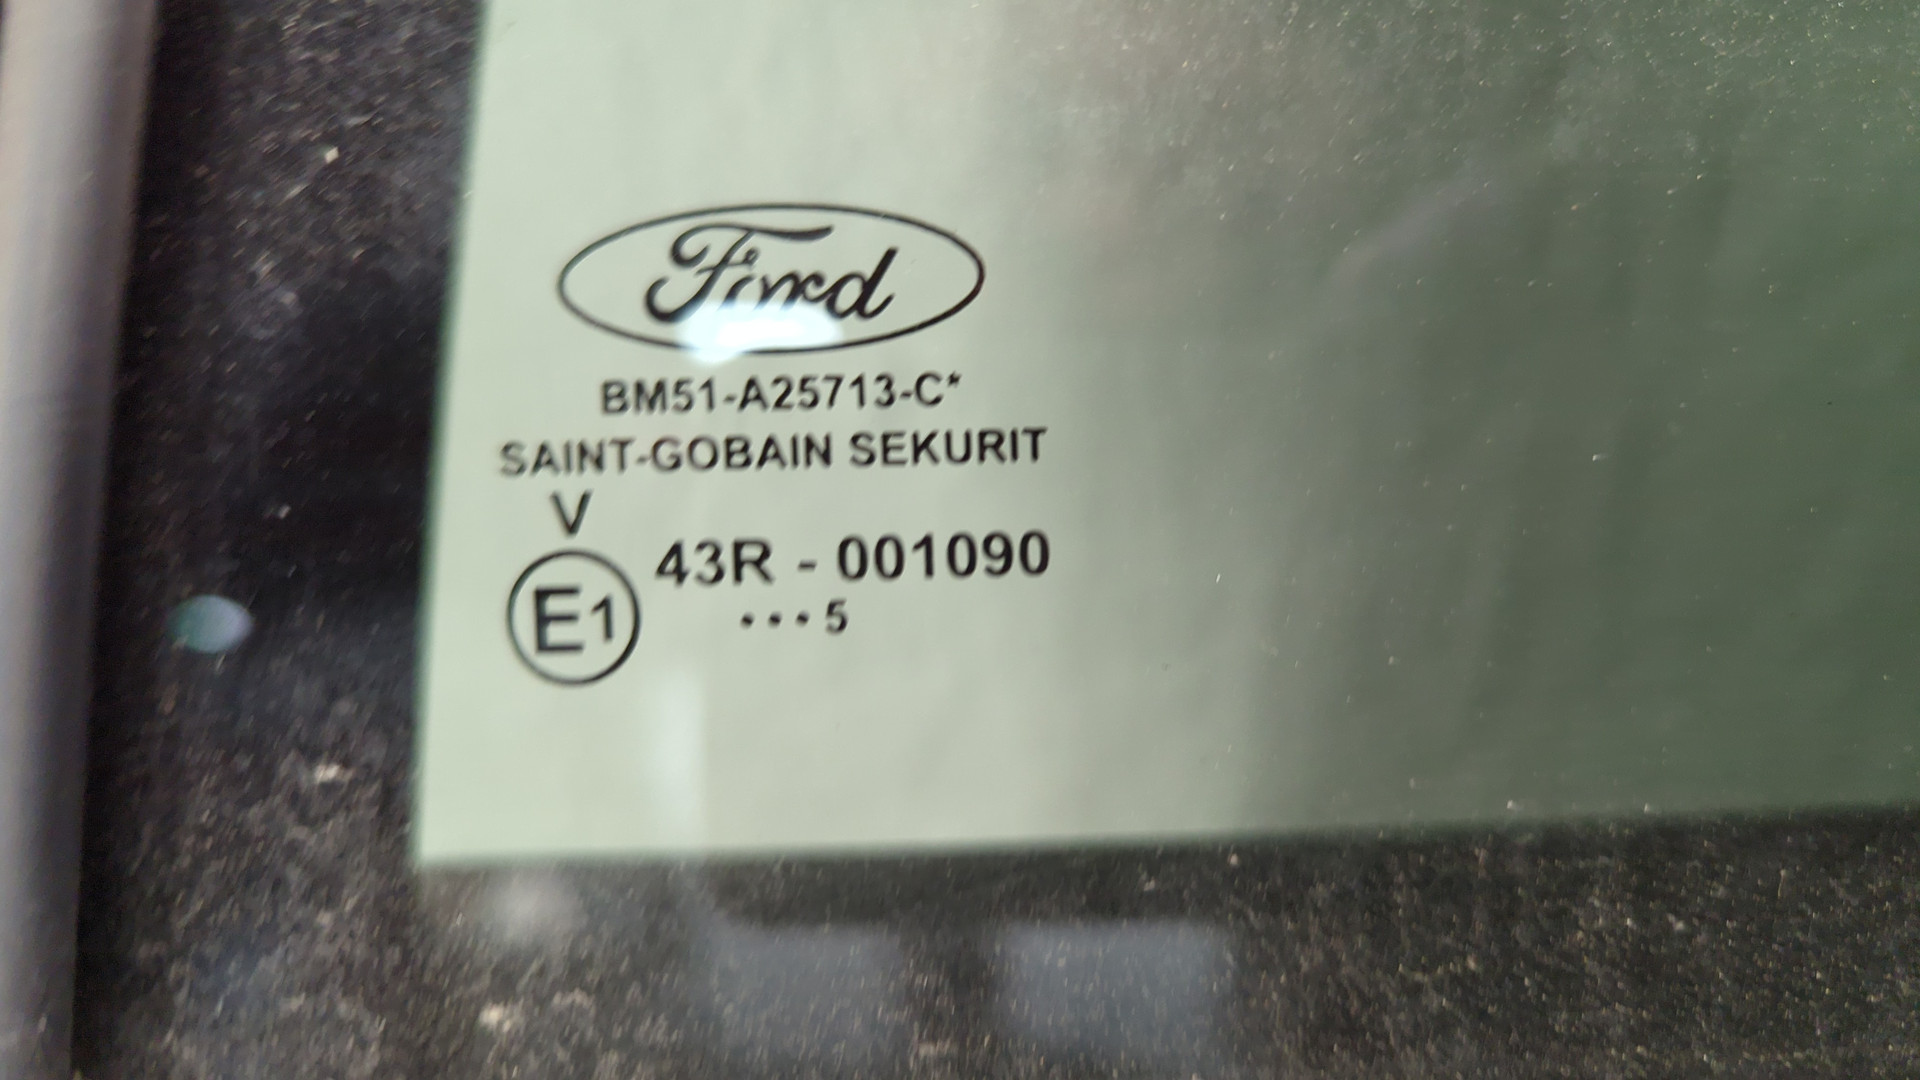 Ford
BM51-A25713-C*
SAINT-GOBAIN SEKURIT
V
43R - 001090
E1
•••5